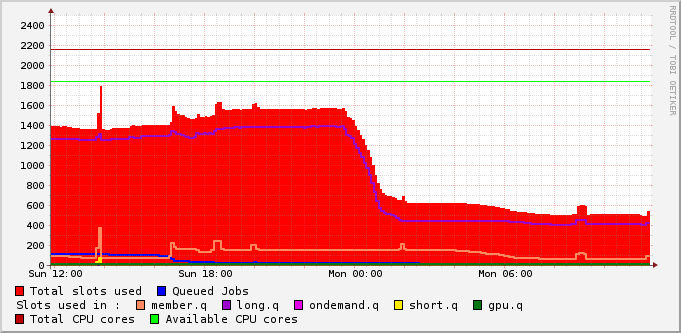 2400
2200
2000
1800
1600
1400
1200
1000
800
600
400
200
0
Sun 12:00 Sun 18:00 Mon 00:00 Mon 06:00
Total slots used Queued Jobs
Slots used in : member.q long.q ondemand.q short.q gpu.q
Total CPU cores Available CPU cores
RRDTOOL / TOBI OETIKER